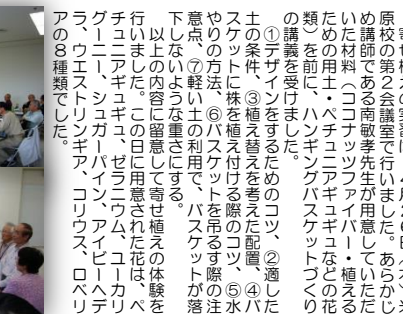 原校の第2会議室で行いました。あらかじ
め講師である南敏孝先生が用意していただ
いた材料（ココナッツファイバー・植える
ための用土・ペチュニアギュギュなどの花
類）を前に、ハンギングバスケットづくり
の講義を受けました。
①デザインをするためのコツ、②適した
土の条件、③植え替えを考えた配置、④バ
スケットに株を植え付ける際のコツ、⑤水
やりの方法、⑥バスケットを吊るす際の注
意点、⑦軽い土の利用で、バスケットが落
下しないような重さにする。
以上の内容に留意して寄せ植えの体験を
行いました。この日に用意された花は、ペ
チュニアギュギュ、ゼラニウム、ユーカリ
グーニー、シュガーパイン、アイビーヘデ
ラ、ウエストリンギア、コリウス、ロベリ
アの8種類でした。